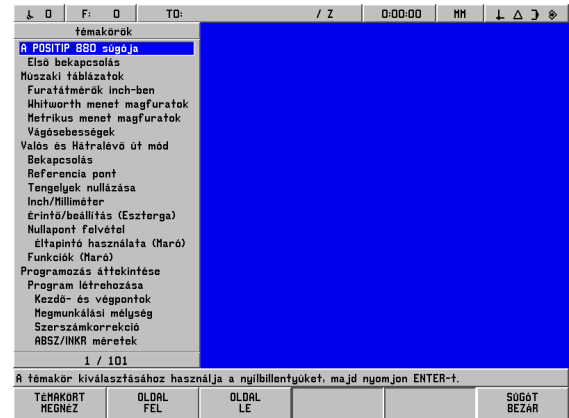 0 F: 0 TO: / Z 0:00:00 MM
témakörök
A POSITIP 880 súgója
Első bekapcsolás
Műszaki táblázatok
Furatátmérők inch-ben
Whitworth menet magfuratok
Metrikus menet magfuratok
Vágósebességek
Valós és Hátralévő út mód
Bekapcsolás
Referencia pont
Tengelyek nullázása
Inch/Milliméter
Érintő/beállítás (Eszterga)
Nullapont felvétel
Éltapintó használata (Maró)
Funkciók (Maró)
Programozás áttekintése
Program létrehozása
Kezdő- és végpontok
Megmunkálási mélység
Szerszámkorrekció
ABSZ/INKR méretek
1 / 101
A témakör kiválasztásához használja a nyílbillentyűket, majd nyomjon ENTER-t.
TÉMAKÖRT MEGNÉZ
OLDAL FEL
OLDAL LE
SÚGÓT BEZÁR